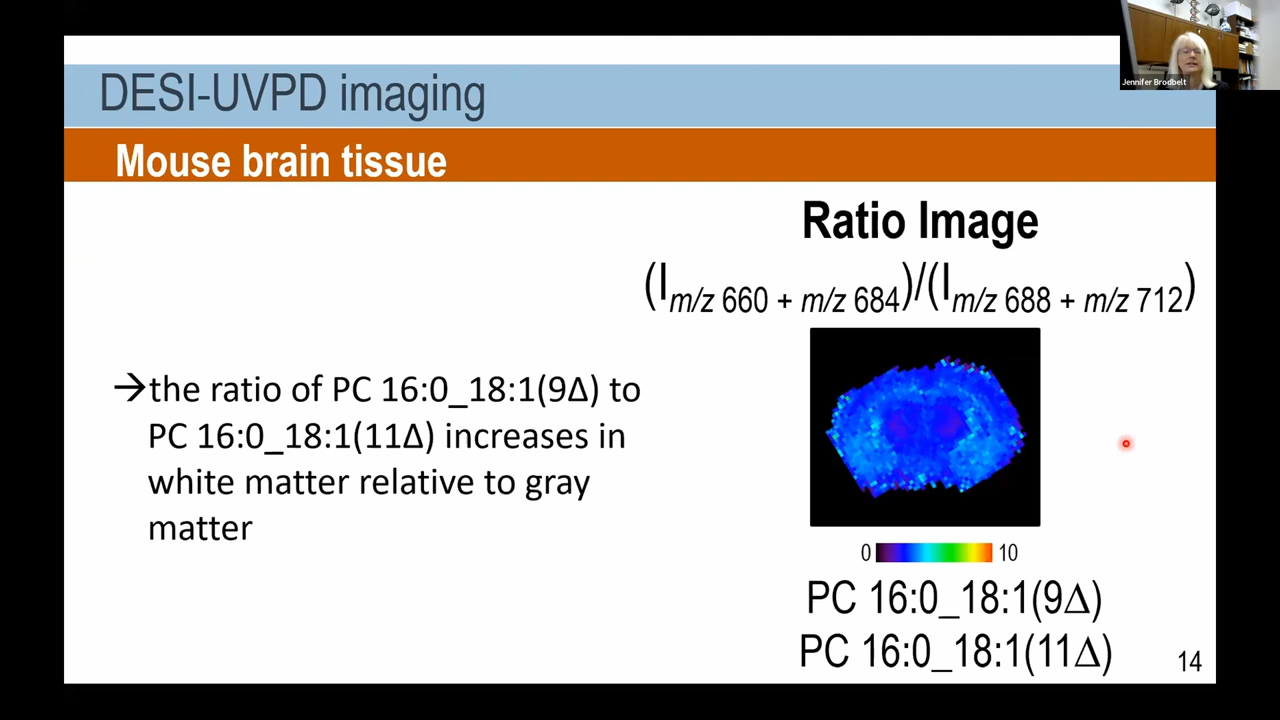 Jennifer Brodbelt
DESI-UVPD imaging
Mouse brain tissue
Ratio Image
(I m/z 660 + m/z 684)/(I m/z 688 + m/z 712)
→the ratio of PC 16:0_18:1(9Δ) to
PC 16:0_18:1(11Δ) increases in
white matter relative to gray
matter
0 10
PC 16:0_18:1(9Δ)
PC 16:0_18:1(11Δ)
14